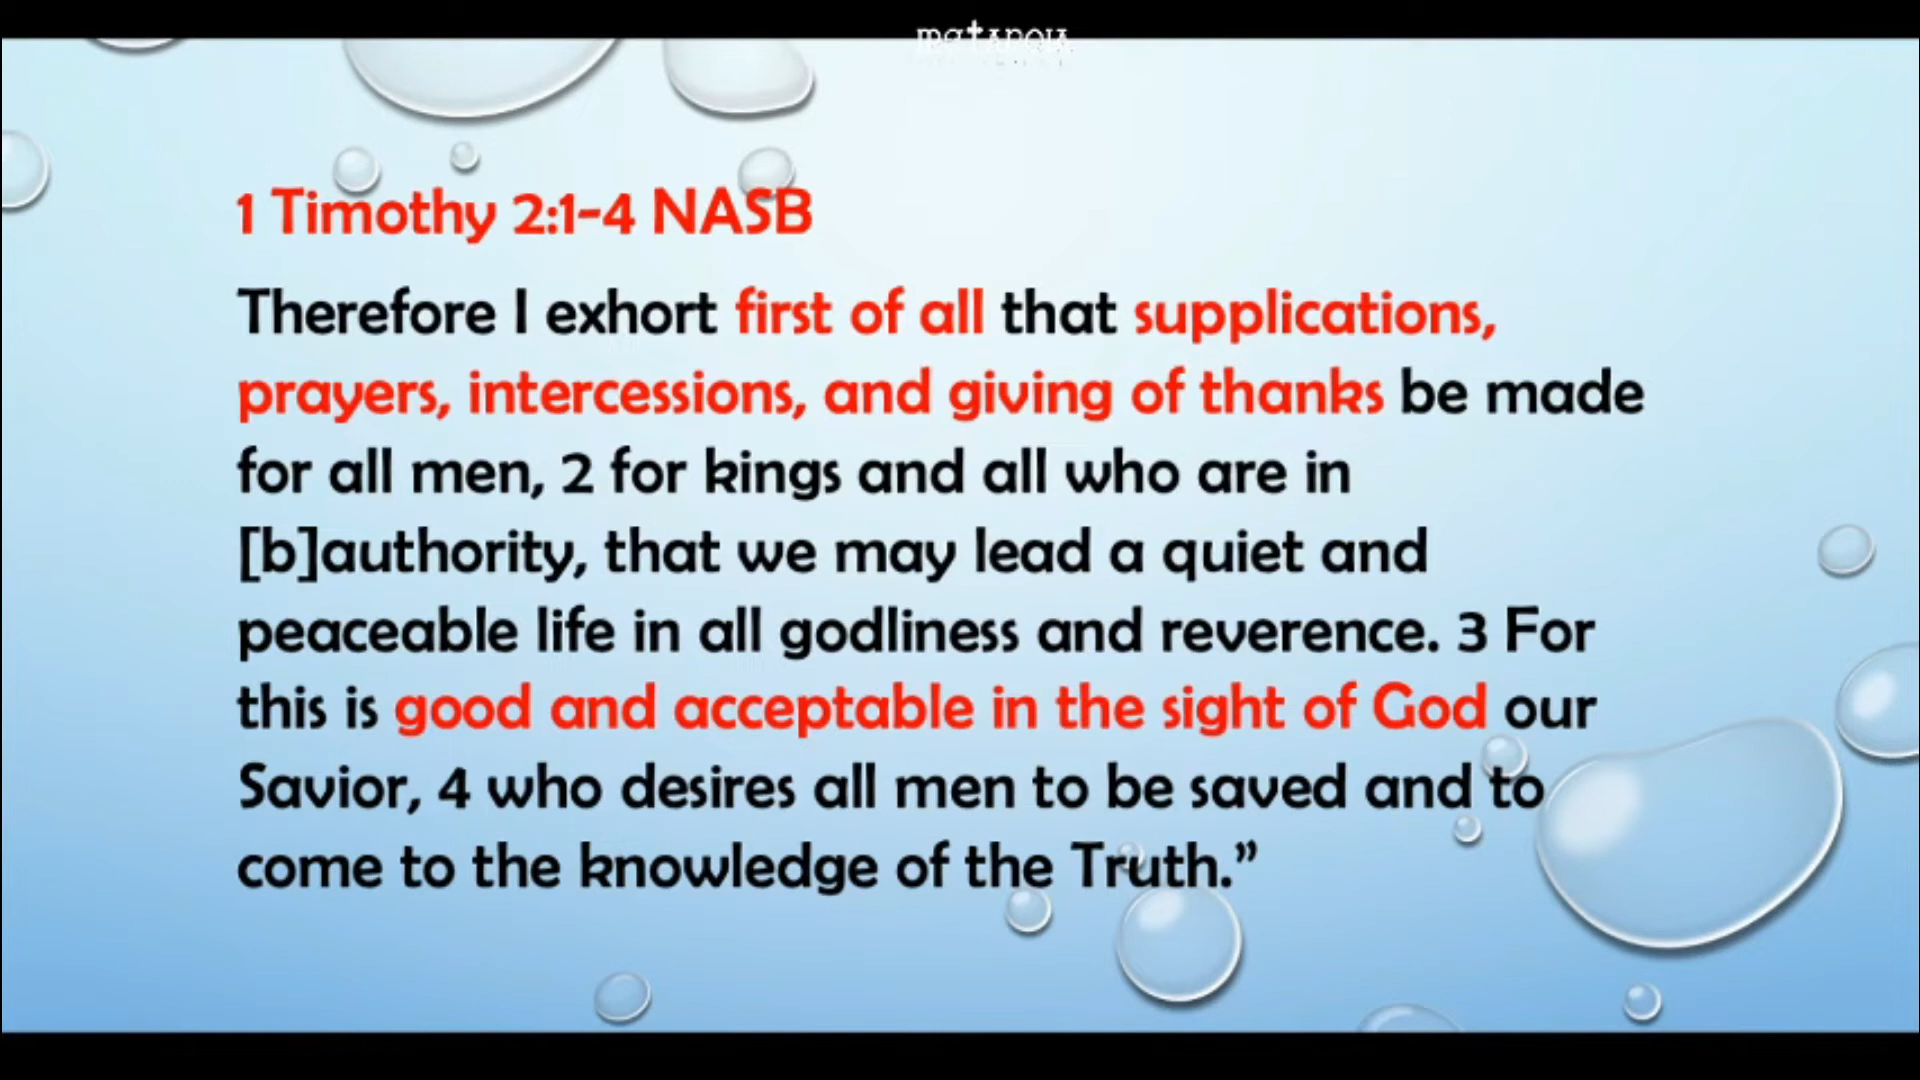 metanoia
1 Timothy 2:1-4 NASB
Therefore I exhort first of all that supplications,
prayers, intercessions, and giving of thanks be made
for all men, 2 for kings and all who are in
[b]authority, that we may lead a quiet and
peaceable life in all godliness and reverence. 3 For
this is good and acceptable in the sight of God our
Savior, 4 who desires all men to be saved and to
come to the knowledge of the Truth.”